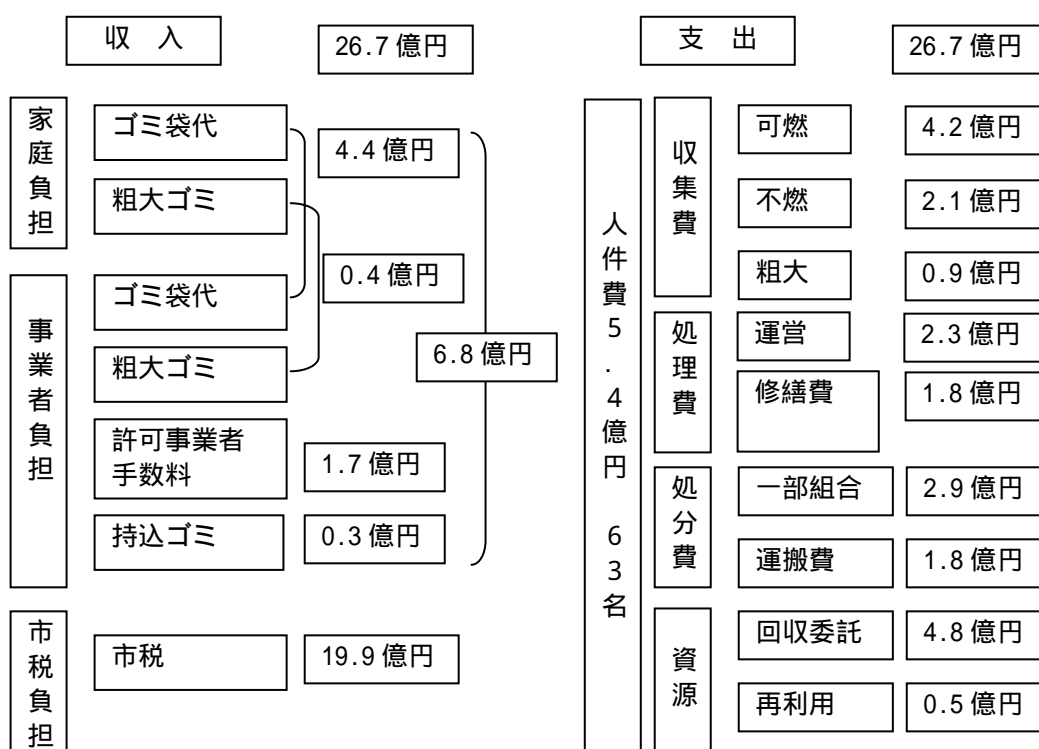 収 入
26.7億円
家庭負担
ゴミ袋代
4.4億円
粗大ゴミ
0.4億円
事業者負担
ゴミ袋代
粗大ゴミ
6.8億円
許可事業者
手数料
1.7億円
持込ゴミ
0.3億円
市税負担
市税
19.9億円
支 出
26.7億円
人件費5.4億円 63名
収集費
可燃
4.2億円
不燃
2.1億円
粗大
0.9億円
処理費
運営
2.3億円
修繕費
1.8億円
処分費
一部組合
2.9億円
運搬費
1.8億円
資源
回収委託
4.8億円
再利用
0.5億円